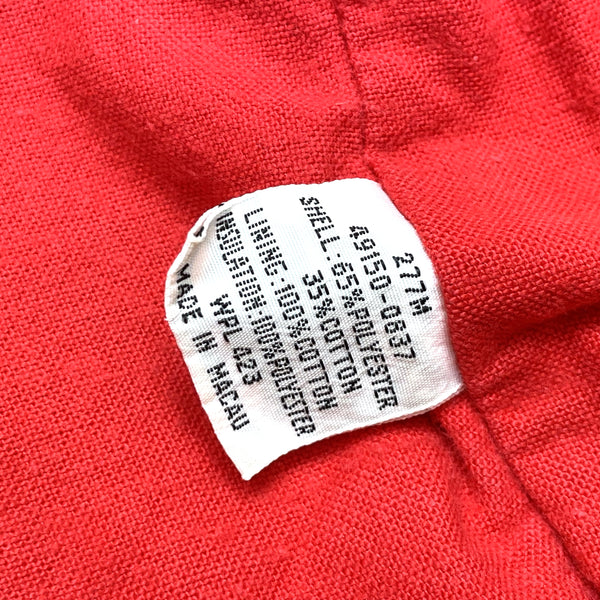 277M
49150-0637
SHELL: 65% POLYESTER
35% COTTON
LINING: 100% COTTON
INSULATION: 100% POLYESTER
WPL 423
MADE IN MACAU